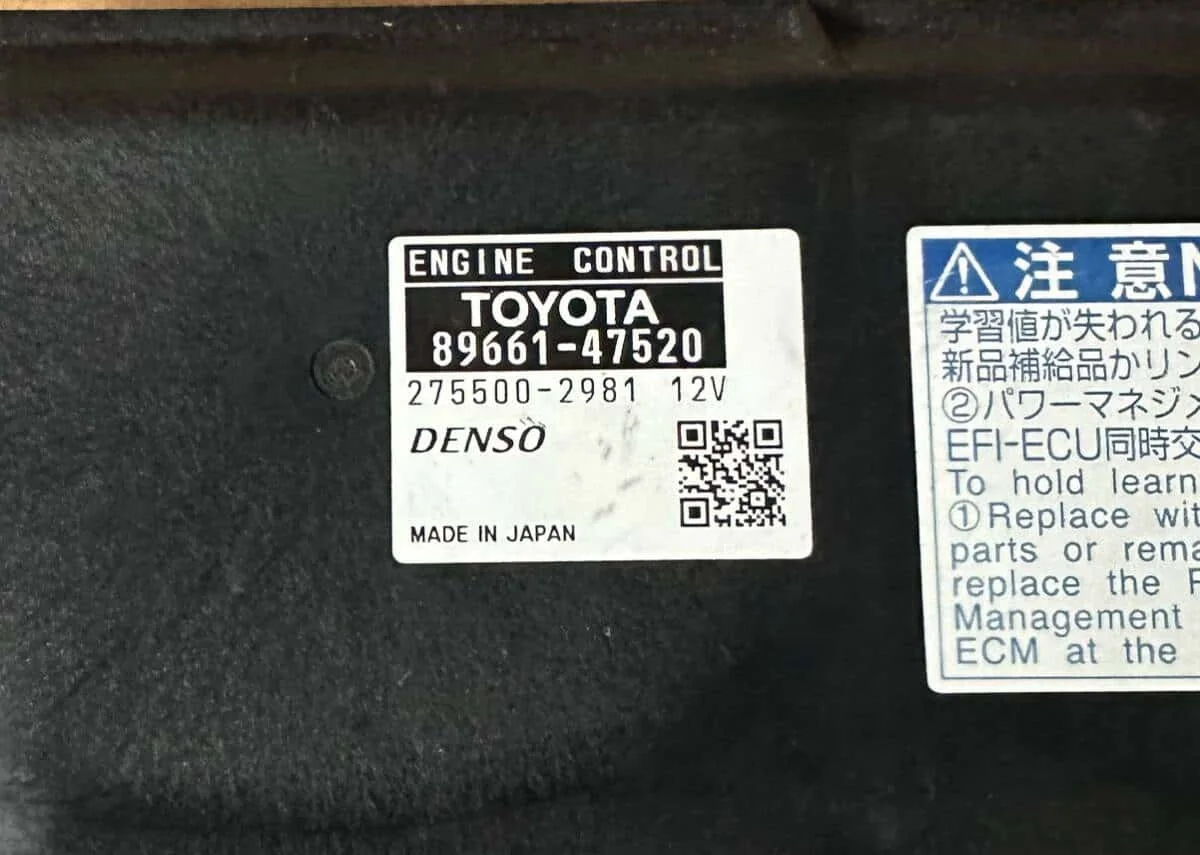 ENGINE CONTROL
TOYOTA
89661-47520
275500-2981 12V
DENSO
MADE IN JAPAN
注意
学習値が失われる
新品補給品かリン
②パワーマネジメ
EFI-ECU同時交
To hold learn
①Replace wit
parts or rema
replace the
Management
ECM at the